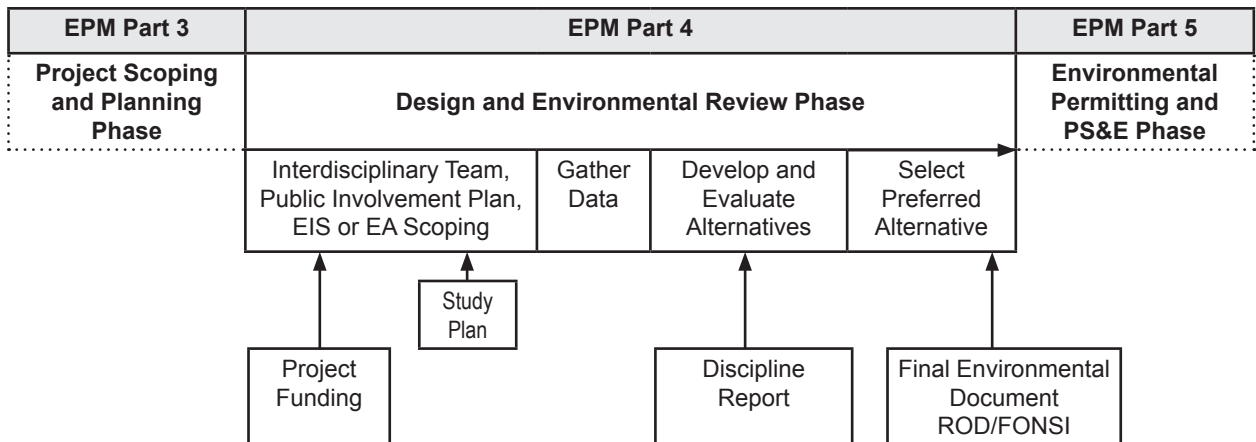 EPM Part 3
EPM Part 4
EPM Part 5
Project Scoping
and Planning
Phase
Design and Environmental Review Phase
Environmental
Permitting and
PS&E Phase
Interdisciplinary Team,
Public Involvement Plan,
EIS or EA Scoping
Gather
Data
Develop and
Evaluate
Alternatives
Select
Preferred
Alternative
Study
Plan
Project
Funding
Discipline
Report
Final Environmental
Document
ROD/FONSI